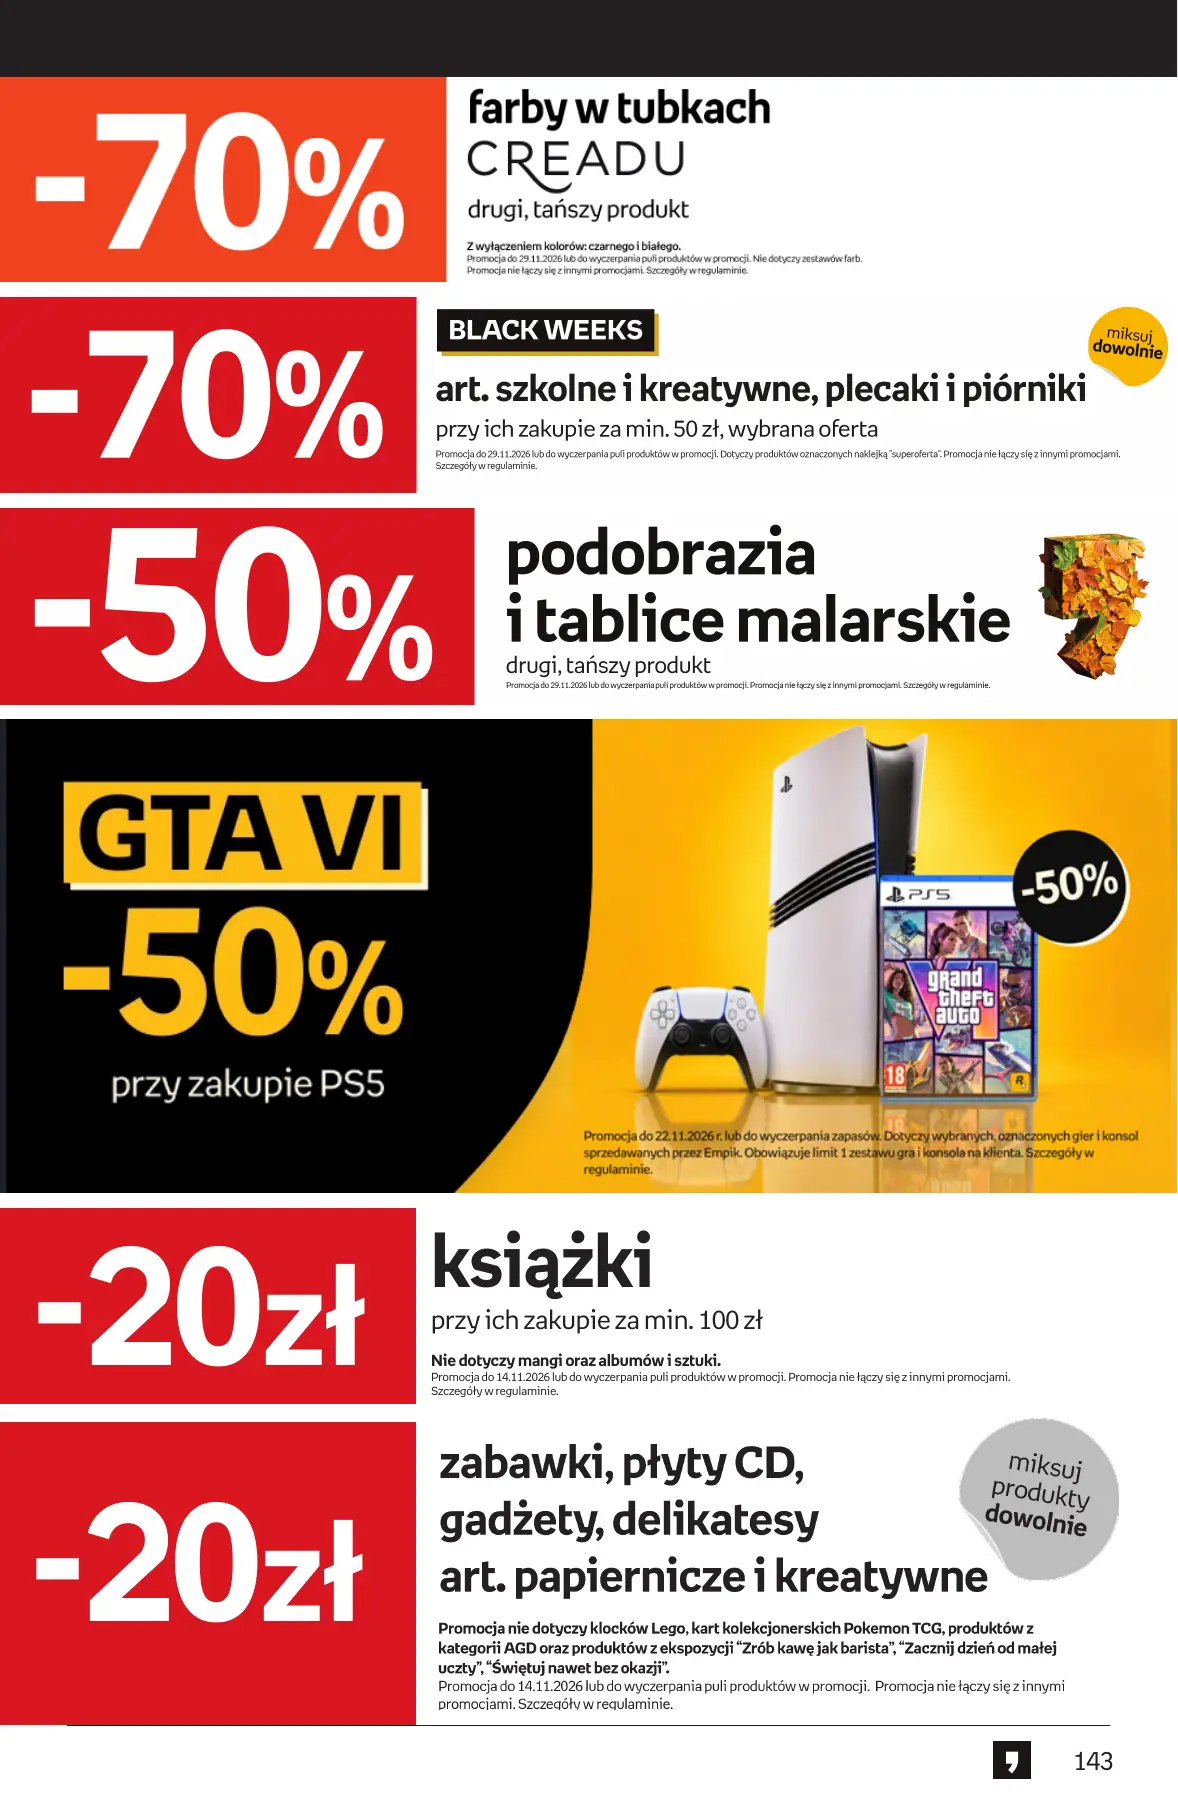 -70%
farby w tubkach
CREADU
drugi, tańszy produkt
Z wyłączeniem kolorów: czarnego i białego.
Promocja do 29.11.2026 lub do wyczerpania puli produktów w promocji. Nie dotyczy zestawów farb.
Promocja nie łączy się z innymi promocjami. Szczegóły w regulaminie.
-70%
BLACK WEEKS
miksuj
dowolnie
art. szkolne i kreatywne, plecaki i piórniki
przy ich zakupie za min. 50 zł, wybrana oferta
Promocja do 29.11.2026 lub do wyczerpania puli produktów w promocji. Dotyczy produktów oznaczonych naklejką "superoferta". Promocja nie łączy się z innymi promocjami.
Szczegóły w regulaminie.
-50%
podobrazia
i tablice malarskie
drugi, tańszy produkt
Promocja do 29.11.2026 lub do wyczerpania puli produktów w promocji. Promocja nie łączy się z innymi promocjami. Szczegóły w regulaminie.
GTA VI
-50%
przy zakupie PS5
-50%
PS5
grand
theft
auto
18
R
Promocja do 22.11.2026 r. lub do wyczerpania zapasów. Dotyczy wybranych, oznaczonych gier i konsol
sprzedawanych przez Empik. Obowiązuje limit 1 zestawu gra i konsola na klienta. Szczegóły w
regulaminie.
-20zł
książki
przy ich zakupie za min. 100 zł
Nie dotyczy mangi oraz albumów i sztuki.
Promocja do 14.11.2026 lub do wyczerpania puli produktów w promocji. Promocja nie łączy się z innymi promocjami.
Szczegóły w regulaminie.
-20zł
zabawki, płyty CD,
gadżety, delikatesy
art. papiernicze i kreatywne
miksuj
produkty
dowolnie
Promocja nie dotyczy klocków Lego, kart kolekcjonerskich Pokemon TCG, produktów z
kategorii AGD oraz produktów z ekspozycji “Zrób kawę jak barista”, “Zacznij dzień od małej
uczty”, “Świętuj nawet bez okazji”.
Promocja do 14.11.2026 lub do wyczerpania puli produktów w promocji. Promocja nie łączy się z innymi
promocjami. Szczegóły w regulaminie.
143